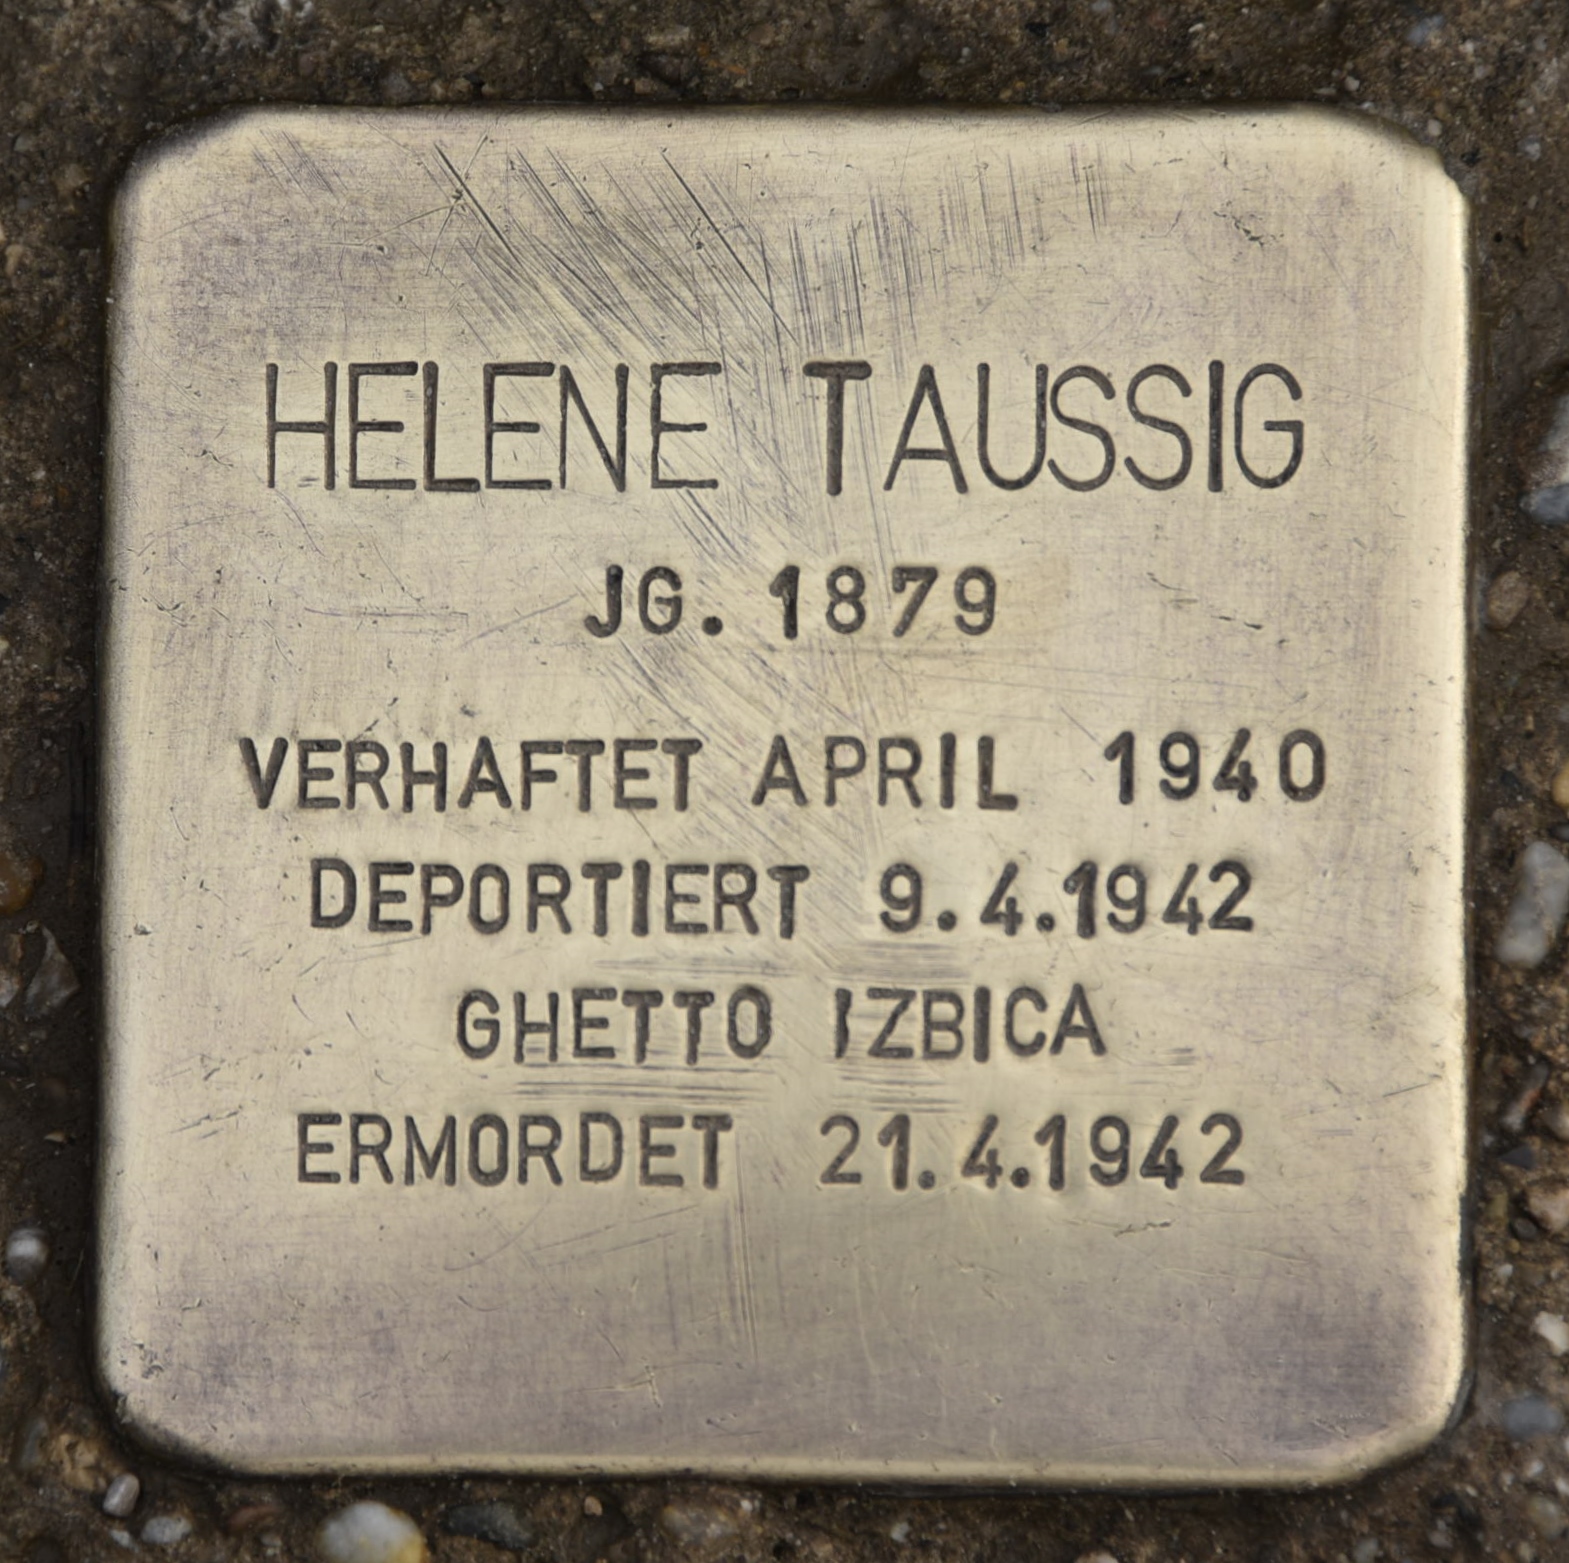 HELENE TAUSSIG
JG. 1879
VERHAFTET APRIL 1940
DEPORTIERT 9.4.1942
GHETTO IZBICA
ERMORDET 21.4.1942